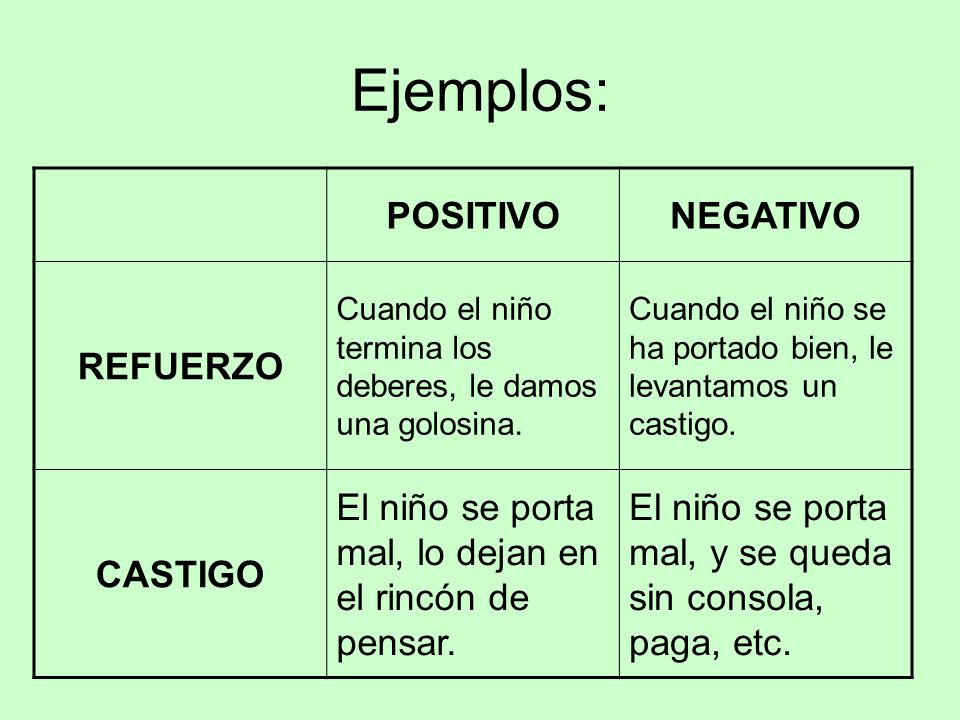 Ejemplos:
POSITIVO
NEGATIVO
REFUERZO
Cuando el niño
termina los
deberes, le damos
una golosina.
Cuando el niño se
ha portado bien, le
levantamos un
castigo.
CASTIGO
El niño se porta
mal, lo dejan en
el rincón de
pensar.
El niño se porta
mal, y se queda
sin consola,
paga, etc.